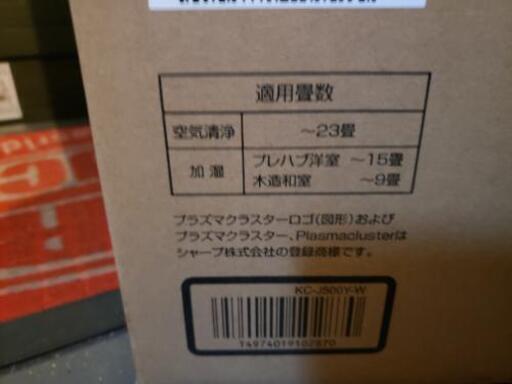 適用畳数
空気清浄 ～23畳
加湿 プレハブ洋室 ～15畳
木造和室 ～9畳
プラズマクラスターロゴ(図形)および
プラズマクラスター、Plasmaclusterは
シャープ株式会社の登録商標です。
KC-J500Y-W